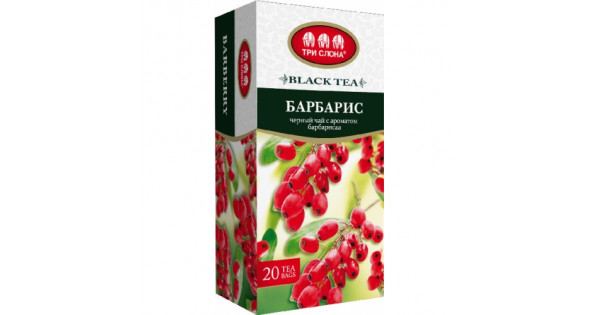 ТРИ СЛОНА®
BLACK TEA
БАРБАРИС
черный чай с ароматом
барбариса
20 TEA
BAGS
BARBERRY